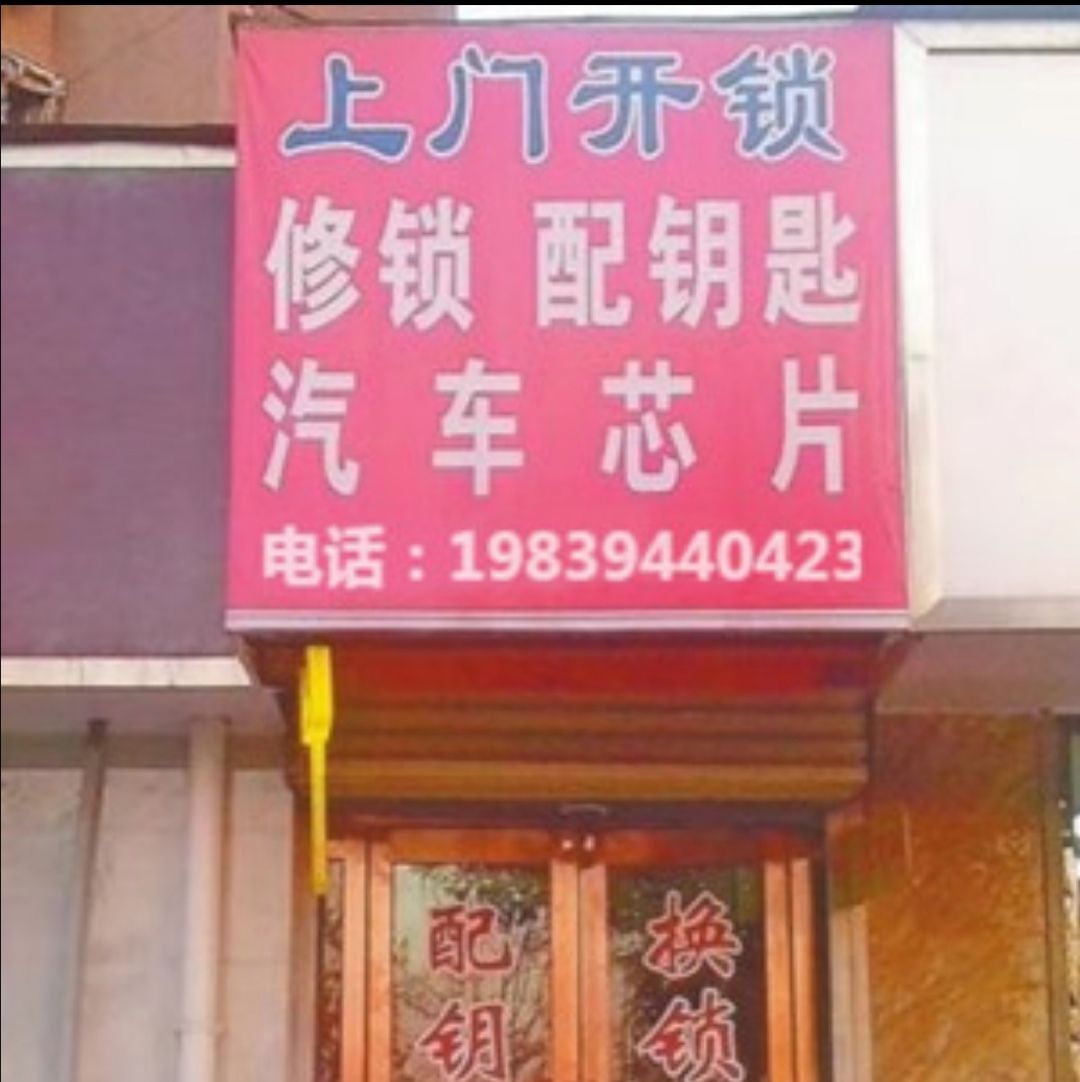 上门开锁
修锁 配钥匙
汽车芯片
电话：19839440423
配钥
换锁